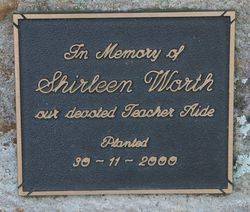 In Memory of
Shirleen Worth
our devoted Teacher Aide
Planted
30 - 11 - 2000